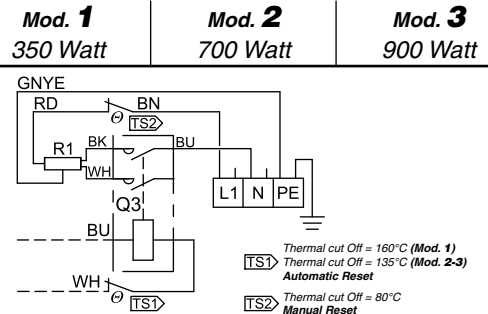 Mod. 1 Mod. 2 Mod. 3
350 Watt 700 Watt 900 Watt
GNYE
RD BN
Θ TS2
R1 BK BU
WH
L1 N PE
Q3
BU
Thermal cut Off = 160°C (Mod. 1)
TS1 Thermal cut Off = 135°C (Mod. 2-3)
Automatic Reset
WH
Θ TS1
TS2 Thermal cut Off = 80°C
Manual Reset